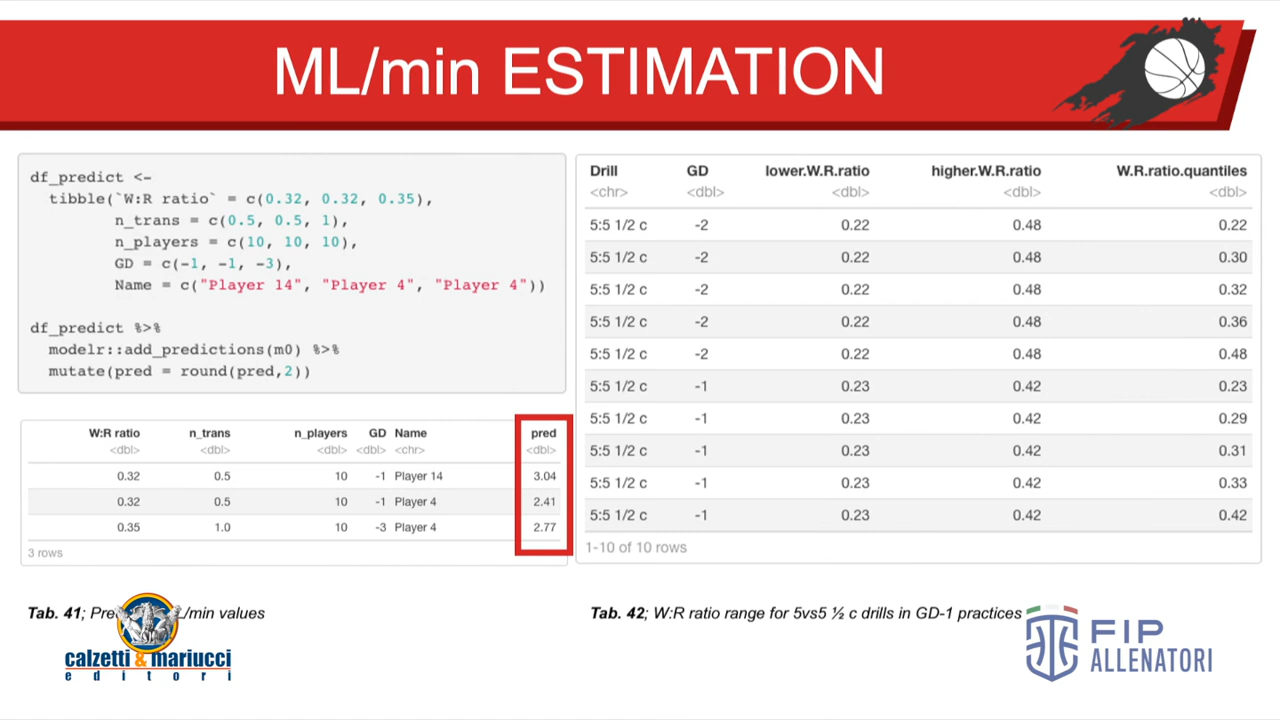 ML/min ESTIMATION
df_predict <-
tibble(`W:R ratio` = c(0.32, 0.32, 0.35),
n_trans = c(0.5, 0.5, 1),
n_players = c(10, 10, 10),
GD = c(-1, -1, -3),
Name = c("Player 14", "Player 4", "Player 4"))
df_predict %>%
modelr::add_predictions(m0) %>%
mutate(pred = round(pred,2))
W:R ratio n_trans n_players GD Name pred
<dbl> <dbl> <dbl> <dbl> <chr> <dbl>
0.32 0.5 10 -1 Player 14 3.04
0.32 0.5 10 -1 Player 4 2.41
0.35 1.0 10 -3 Player 4 2.77
3 rows
Tab. 41; Pre /min values
calzetti & mariucci
editori
Drill GD lower.W.R.ratio higher.W.R.ratio W.R.ratio.quantiles
<chr> <dbl> <dbl> <dbl> <dbl>
5:5 1/2 c -2 0.22 0.48 0.22
5:5 1/2 c -2 0.22 0.48 0.30
5:5 1/2 c -2 0.22 0.48 0.32
5:5 1/2 c -2 0.22 0.48 0.36
5:5 1/2 c -2 0.22 0.48 0.48
5:5 1/2 c -1 0.23 0.42 0.23
5:5 1/2 c -1 0.23 0.42 0.29
5:5 1/2 c -1 0.23 0.42 0.31
5:5 1/2 c -1 0.23 0.42 0.33
5:5 1/2 c -1 0.23 0.42 0.42
1-10 of 10 rows
Tab. 42; W:R ratio range for 5vs5 ½ c drills in GD-1 practices
FIP
ALLENATORI